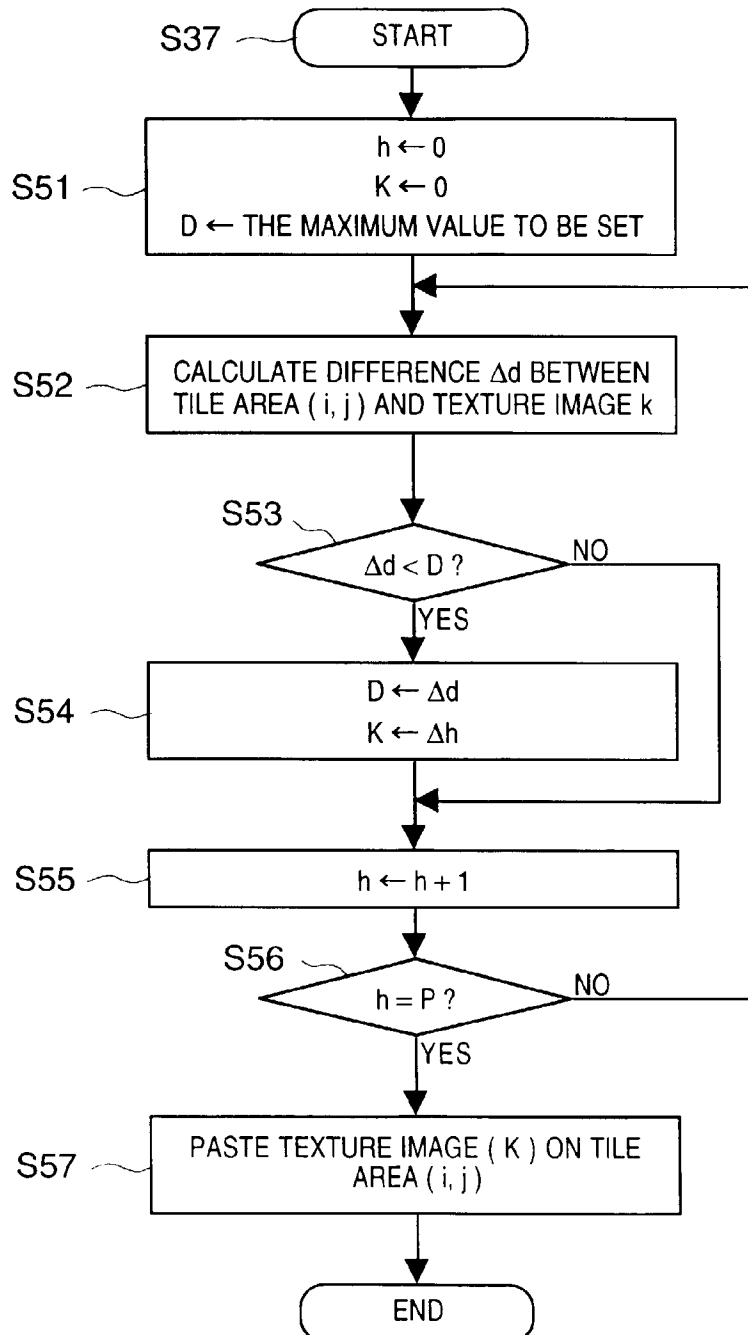 S37
START
S51
h ← 0
K ← 0
D ← THE MAXIMUM VALUE TO BE SET
S52
CALCULATE DIFFERENCE Δd BETWEEN
TILE AREA ( i, j ) AND TEXTURE IMAGE k
S53
Δd < D ?
NO
YES
S54
D ← Δd
K ← Δh
S55
h ← h + 1
S56
h = P ?
NO
YES
S57
PASTE TEXTURE IMAGE ( K ) ON TILE
AREA ( i, j )
END